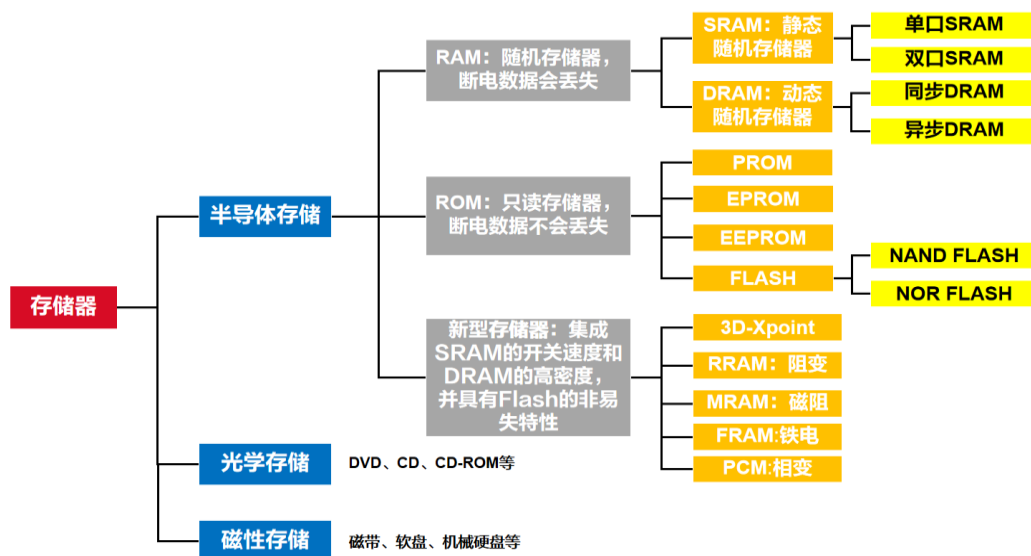 存储器
半导体存储
RAM：随机存储器，
断电数据会丢失
SRAM：静态
随机存储器
单口SRAM
双口SRAM
DRAM：动态
随机存储器
同步DRAM
异步DRAM
ROM：只读存储器，
断电数据不会丢失
PROM
EPROM
EEPROM
FLASH
NAND FLASH
NOR FLASH
新型存储器：集成
SRAM的开关速度和
DRAM的高密度，
并具有Flash的非易
失特性
3D-Xpoint
RRAM：阻变
MRAM：磁阻
FRAM:铁电
PCM:相变
光学存储
DVD、CD、CD-ROM等
磁性存储
磁带、软盘、机械硬盘等